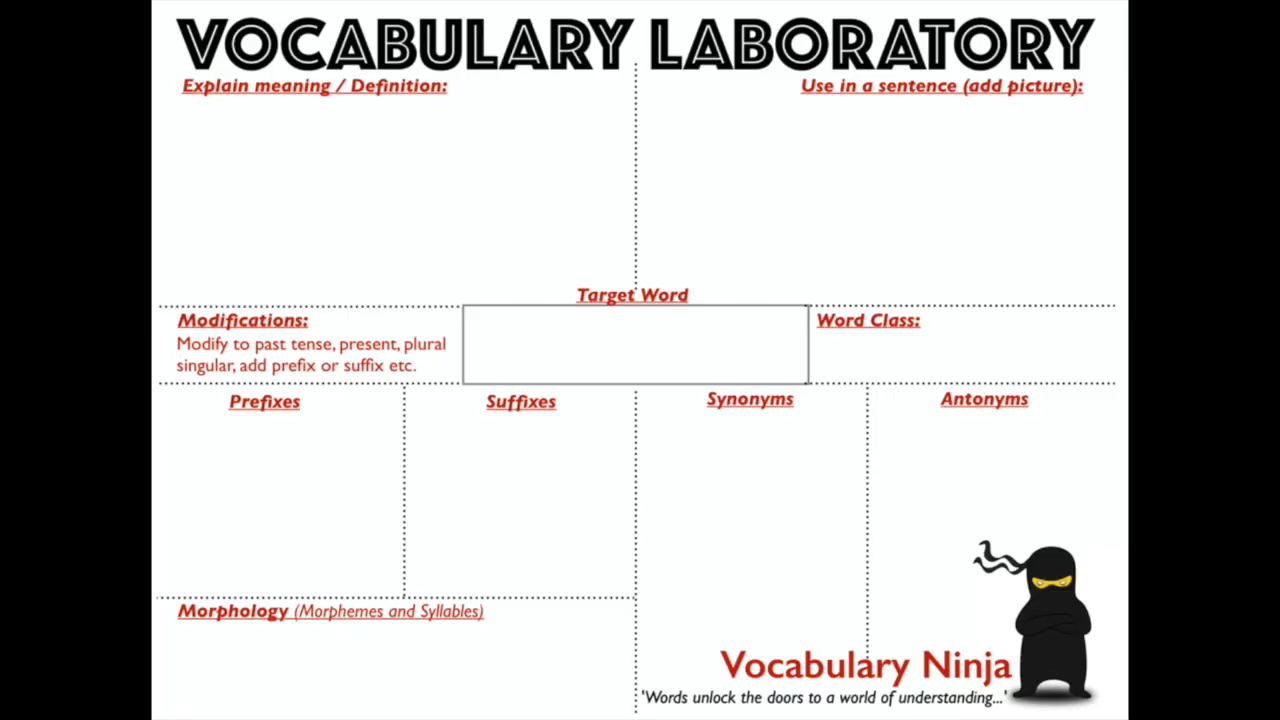 VOCABULARY LABORATORY
Explain meaning / Definition:
Use in a sentence (add picture):
Target Word
Modifications:
Modify to past tense, present, plural
singular, add prefix or suffix etc.
Word Class:
Prefixes
Suffixes
Synonyms
Antonyms
Morphology (Morphemes and Syllables)
Vocabulary Ninja
'Words unlock the doors to a world of understanding...'